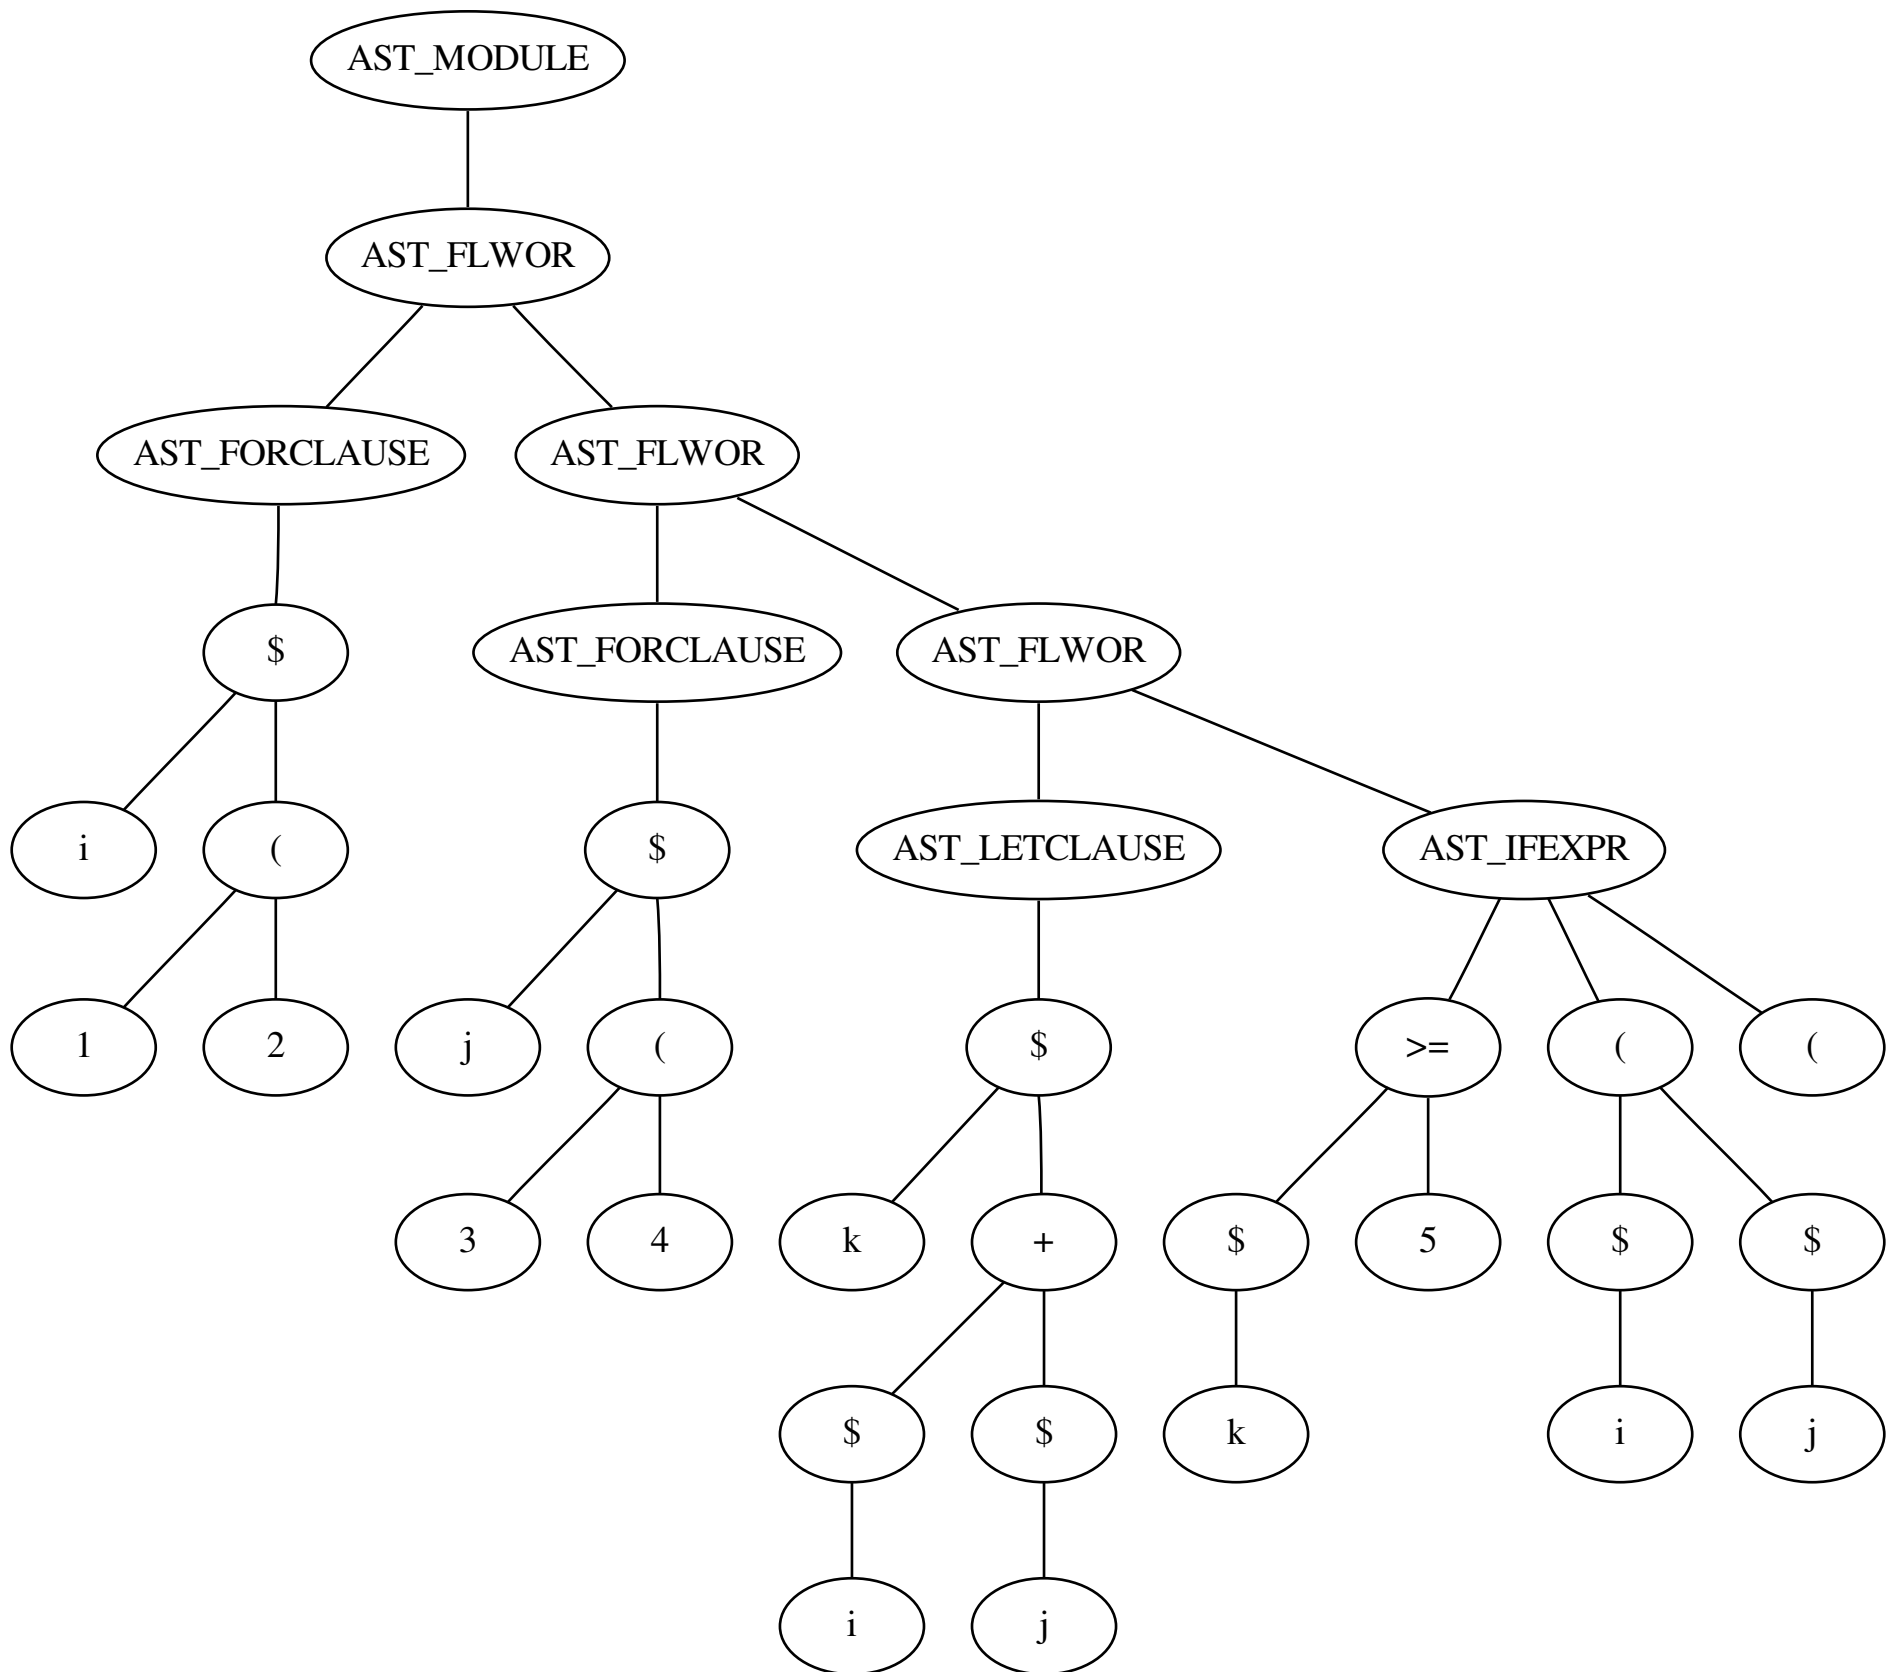 AST_MODULE
AST_FLWOR
AST_FORCLAUSE AST_FLWOR
$ AST_FORCLAUSE AST_FLWOR
i ( $ AST_LETCLAUSE AST_IFEXPR
1 2 j ( $ >= ( (
3 4 k + $ 5 $ $
$ $ k i j
i j